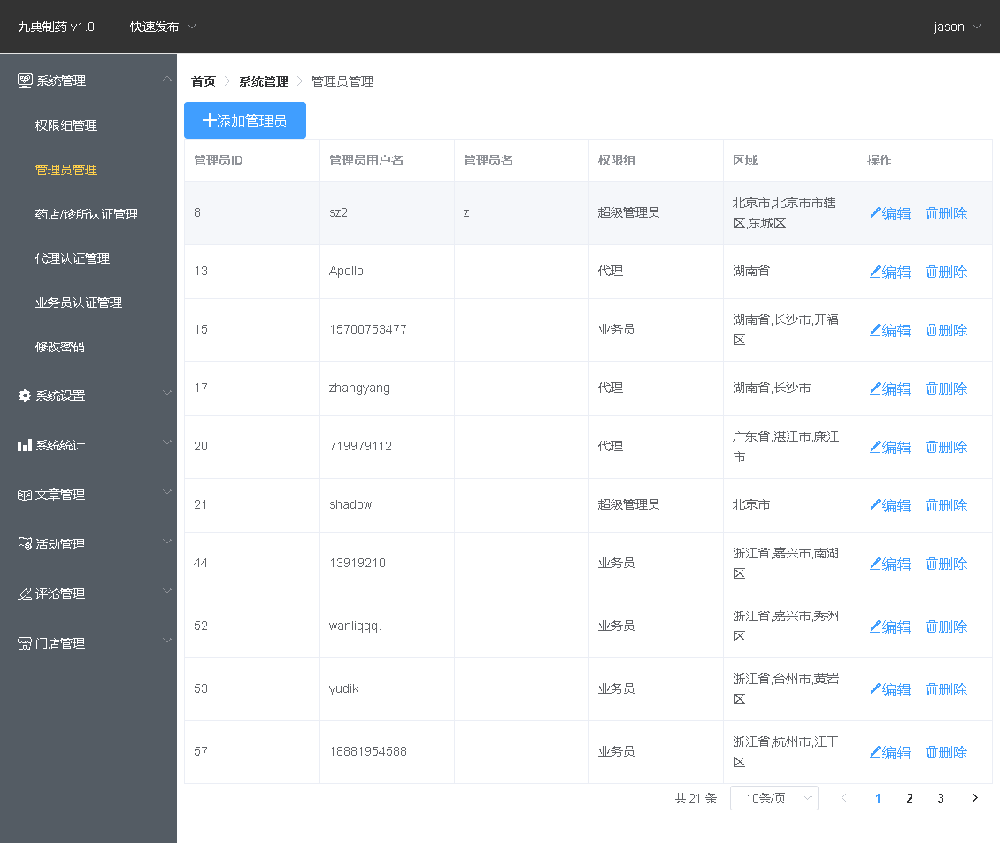 九典制药 v1.0
快速发布
jason
系统管理
权限组管理
管理员管理
药店/诊所认证管理
代理认证管理
业务员认证管理
修改密码
系统设置
系统统计
文章管理
活动管理
评论管理
门店管理
首页
系统管理
管理员管理
添加管理员
管理员ID 管理员用户名 管理员名 权限组 区域 操作
8 sz2 z 超级管理员 北京市,北京市市辖
区,东城区 编辑 删除
13 Apollo 代理 湖南省 编辑 删除
15 15700753477 业务员 湖南省,长沙市,开福
区 编辑 删除
17 zhangyang 代理 湖南省,长沙市 编辑 删除
20 719979112 代理 广东省,湛江市,廉江
市 编辑 删除
21 shadow 超级管理员 北京市 编辑 删除
44 13919210 业务员 浙江省,嘉兴市,南湖
区 编辑 删除
52 wanliqqq. 业务员 浙江省,嘉兴市,秀洲
区 编辑 删除
53 yudik 业务员 浙江省,台州市,黄岩
区 编辑 删除
57 18881954588 业务员 浙江省,杭州市,江干
区 编辑 删除
共 21 条 10条/页 1 2 3